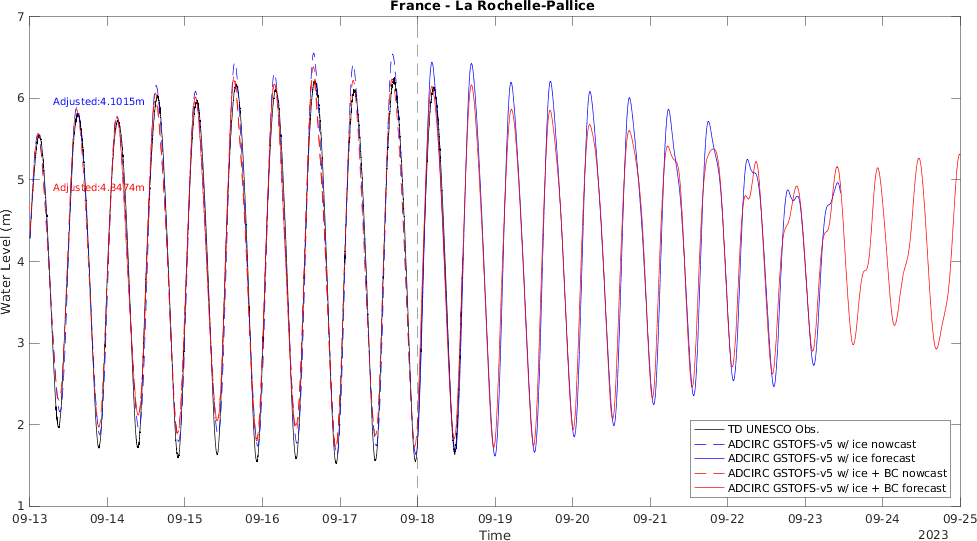 France - La Rochelle-Pallice
7
6
5
4
3
2
1
Water Level (m)
Adjusted:4.1015m
Adjusted:4.3474m
TD UNESCO Obs.
ADCIRC GSTOFS-v5 w/ ice nowcast
ADCIRC GSTOFS-v5 w/ ice forecast
ADCIRC GSTOFS-v5 w/ ice + BC nowcast
ADCIRC GSTOFS-v5 w/ ice + BC forecast
09-13 09-14 09-15 09-16 09-17 09-18 09-19 09-20 09-21 09-22 09-23 09-24 09-25
Time
2023